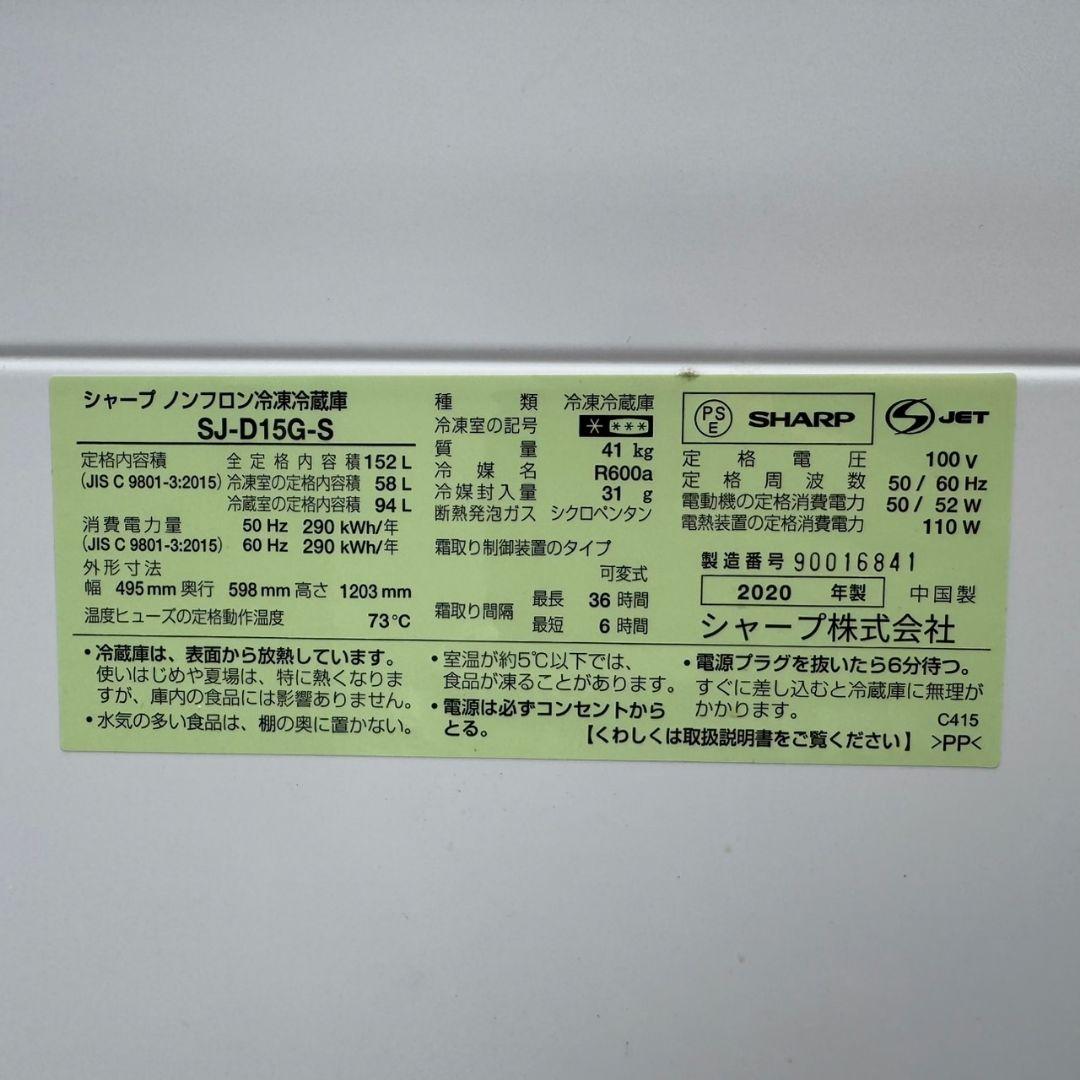 シャープ ノンフロン冷凍冷蔵庫
SJ-D15G-S
定格内容積 全定格内容積 152 L
(JIS C 9801-3:2015) 冷凍室の定格内容積 58 L
冷蔵室の定格内容積 94 L
消費電力量 50 Hz 290 kWh/年
(JIS C 9801-3:2015) 60 Hz 290 kWh/年
外形寸法
幅 495 mm 奥行 598 mm 高さ 1203 mm
温度ヒューズの定格動作温度 73℃
種類 冷凍冷蔵庫
冷凍室の記号 * ***
質量 41 kg
冷媒名 R600a
冷媒封入量 31 g
断熱発泡ガス シクロペンタン
霜取り制御装置のタイプ
可変式
霜取り間隔 最長 36 時間
最短 6 時間
PSE SHARP JET
定格電圧 100 V
定格周波数 50 / 60 Hz
電動機の定格消費電力 50 / 52 W
電熱装置の定格消費電力 110 W
製造番号 90016841
2020 年製 中国製
シャープ株式会社
・冷蔵庫は、表面から放熱しています。
使いはじめや夏場は、特に熱くなりま
すが、庫内の食品には影響ありません。
・水気の多い食品は、棚の奥に置かない。
・室温が約5℃以下では、
食品が凍ることがあります。
・電源は必ずコンセントから
とる。
・電源プラグを抜いたら6分待つ。
すぐに差し込むと冷蔵庫に無理が
かかります。
C415
【くわしくは取扱説明書をご覧ください】 >PP<